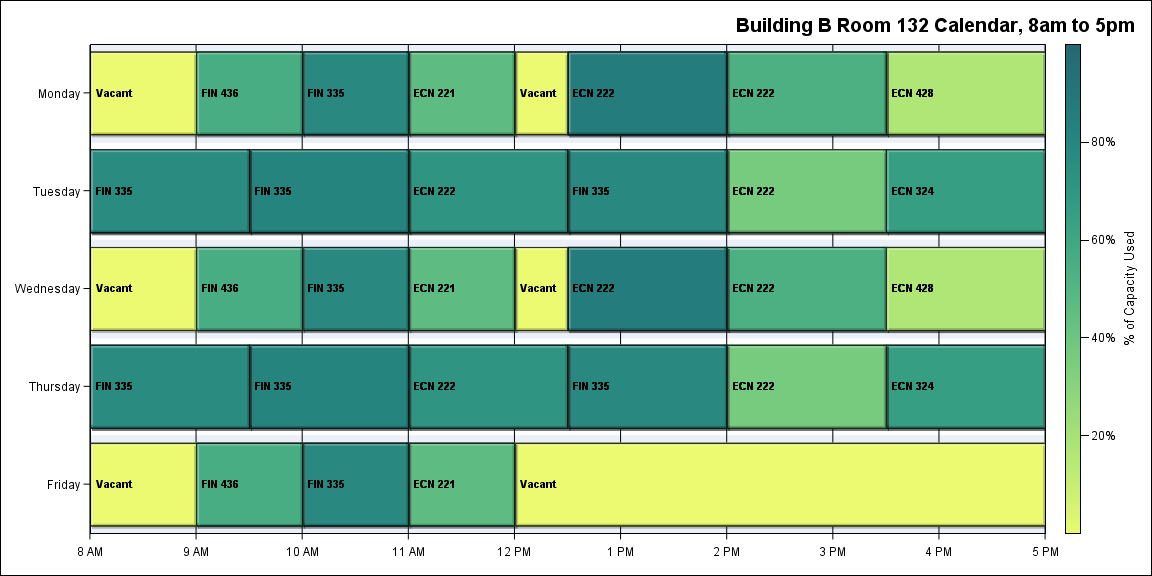 Building B Room 132 Calendar, 8am to 5pm
Monday
Vacant
FIN 436
FIN 335
ECN 221
Vacant
ECN 222
ECN 222
ECN 428
Tuesday
FIN 335
FIN 335
ECN 222
FIN 335
ECN 222
ECN 324
Wednesday
Vacant
FIN 436
FIN 335
ECN 221
Vacant
ECN 222
ECN 222
ECN 428
Thursday
FIN 335
FIN 335
ECN 222
FIN 335
ECN 222
ECN 324
Friday
Vacant
FIN 436
FIN 335
ECN 221
Vacant
8 AM
9 AM
10 AM
11 AM
12 PM
1 PM
2 PM
3 PM
4 PM
5 PM
80%
60%
40%
20%
% of Capacity Used